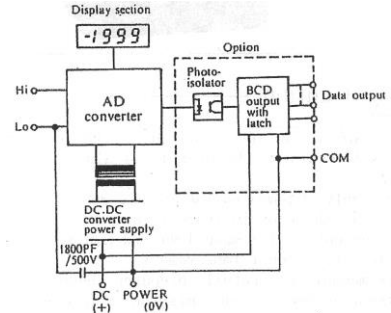 Display section
-1999
Option
Photo-
isolator
Hi
AD
converter
BCD
output
with
latch
Data output
Lo
COM
DC.DC
converter
power supply
1800PF
/500V
DC
(+)
POWER
(0V)